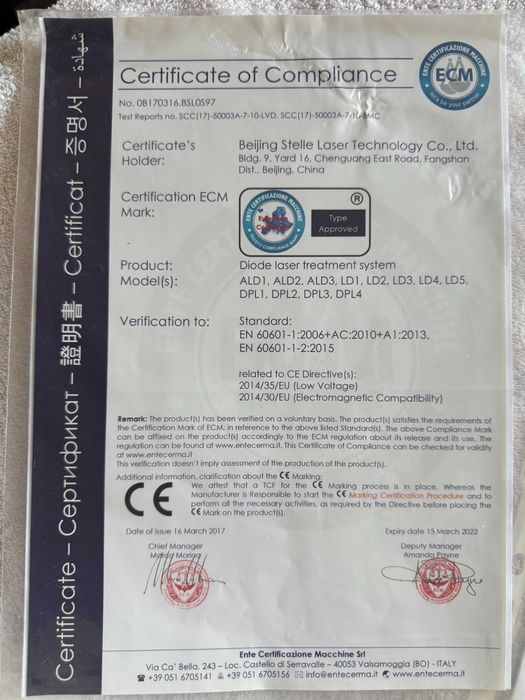 Certificate – Сертификат – 證明書 – Certificat – 증명서 – شهادة
ENTE CERTIFICAZIONE MACCHINE
ECM
let's be your partner
Certificate of Compliance
No. 0B170316.BSL0S97
Test Reports no. SCC(17)-50003A-7-10-LVD, SCC(17)-50003A-7-10-EMC
Certificate's Holder:
Beijing Stelle Laser Technology Co., Ltd.
Bldg. 9, Yard 16, Chenguang East Road, Fangshan
Dist., Beijing, China
Certification ECM
Mark:
ENTE CERTIFICAZIONE MACCHINE
European
SAFETY COMPLIANCE MARK
®
Type
Approved
Product: Diode laser treatment system
Model(s): ALD1, ALD2, ALD3, LD1, LD2, LD3, LD4, LD5,
DPL1, DPL2, DPL3, DPL4
Verification to: Standard:
EN 60601-1:2006+AC:2010+A1:2013,
EN 60601-1-2:2015
related to CE Directive(s):
2014/35/EU (Low Voltage)
2014/30/EU (Electromagnetic Compatibility)
Remark: The product(s) has been verified on a voluntary basis. The product(s) satisfies the requirements of
the Certification Mark of ECM, in reference to the above listed Standard(s). The above Compliance Mark
can be affixed on the product(s) accordingly to the ECM regulation about its release and its use. The
regulation can be found at www.entecerma.it. This Certificate of Compliance can be checked for validity
at www.entecerma.it
This verification doesn't imply assessment of the production of the product(s).
Additional information, clarification about the CE Marking:
CE
We attest that a TCF for the CE Marking process is in place. Whereas the
Manufacturer is Responsible to start the CE Marking Certification Procedure and to
perform all the necessary activities, as required by the Directive before placing the
CE Mark on the product(s).
Date of issue 16 March 2017
Expiry date 15 March 2022
Chief Manager
Deputy Manager
Amanda Payne
Ente Certificazione Macchine Srl
Via Ca' Bella, 243 – Loc. Castello di Serravalle – 40053 Valsamoggia (BO) - ITALY
☎ +39 051 6705141 +39 051 6705156 ✉ info@entecerma.it www.entecerma.it